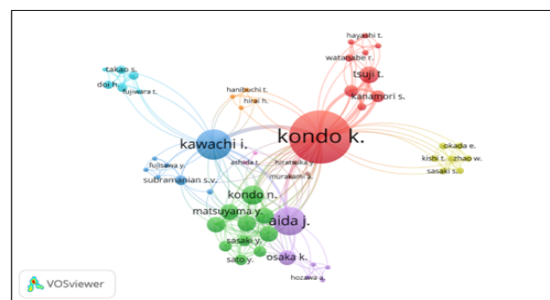 hayashi t.
watanabe r.
takao s.
tsuji t.
doi h.
fujiwara t.
hanibuchi t.
kanamori s.
hirai h.
kondo k.
kawachi i.
okada e.
ashida t.
hiratsuka y.
kishi t.
zhao w.
fujisawa y.
sasaki s.
subramanian s.v.
murakami s.
kondo n.
matsuyama y.
aida j.
sasaki y.
sato y.
osaka k.
hozawa a.
VOSviewer